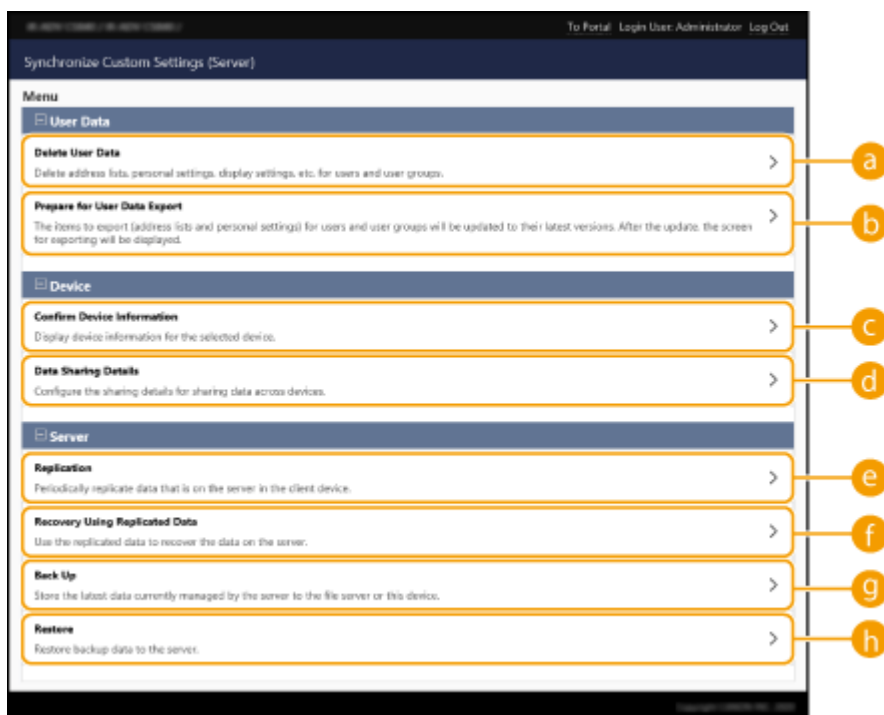 To Portal Login User: Administrator Log Out
Synchronize Custom Settings (Server)
Menu
User Data
Delete User Data
Delete address lists, personal settings, display settings, etc. for users and user groups.
a
Prepare for User Data Export
The items to export (address lists and personal settings) for users and user groups will be updated to their latest versions. After the update, the screen
for exporting will be displayed.
b
Device
Confirm Device Information
Display device information for the selected device.
c
Data Sharing Details
Configure the sharing details for sharing data across devices.
d
Server
Replication
Periodically replicate data that is on the server in the client device.
e
Recovery Using Replicated Data
Use the replicated data to recover the data on the server.
f
Back Up
Store the latest data currently managed by the server to the file server or this device.
g
Restore
Restore backup data to the server.
h